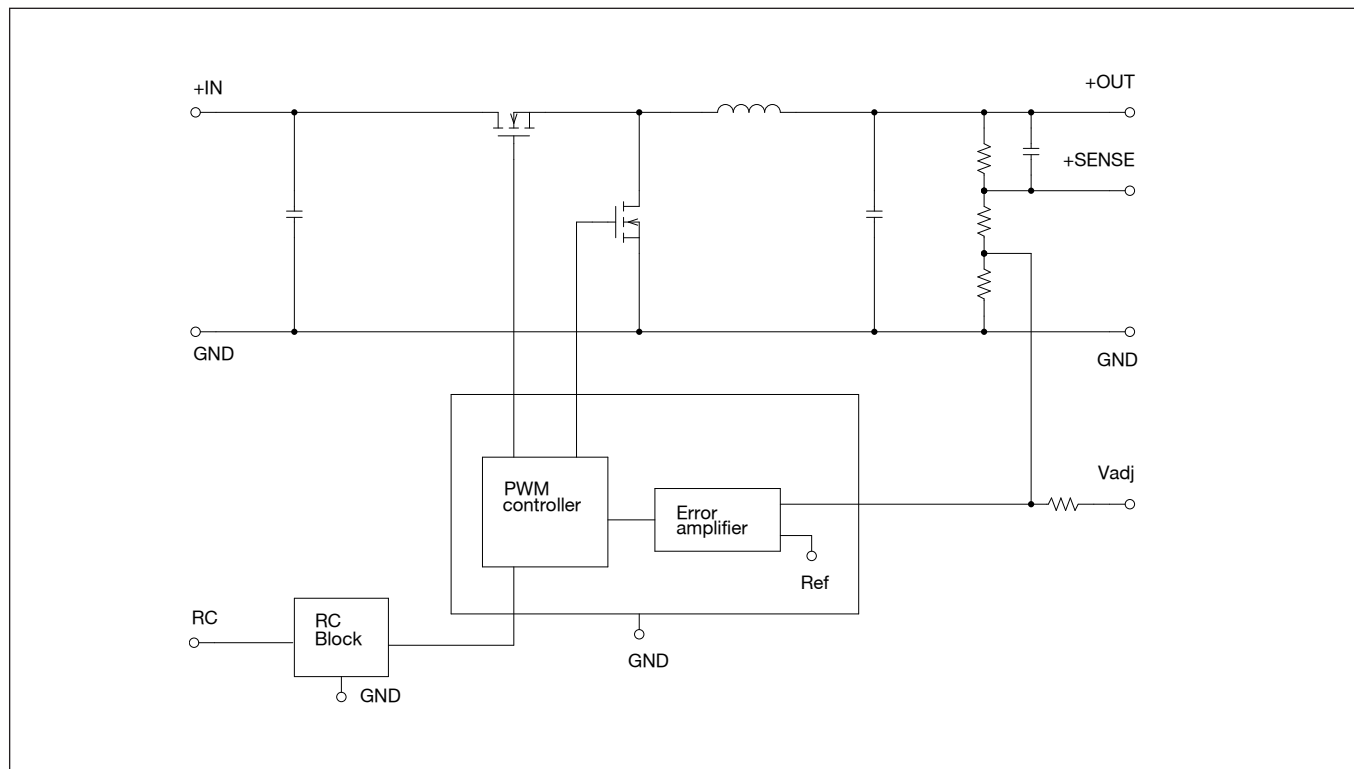 +IN
+OUT
+SENSE
GND
GND
PWM
controller
Error
amplifier
Vadj
Ref
RC
RC
Block
GND
GND